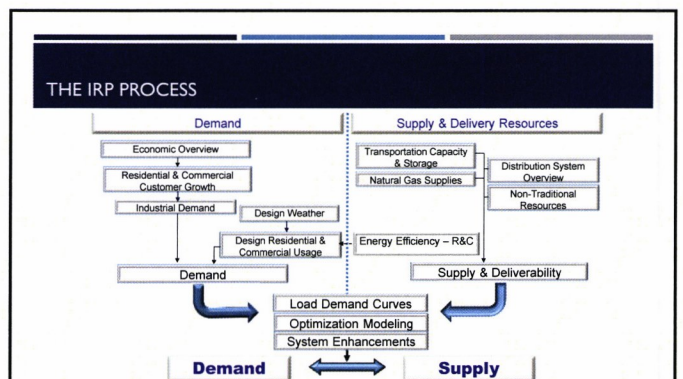 THE IRP PROCESS
Demand
Supply & Delivery Resources
Economic Overview
Residential & Commercial
Customer Growth
Industrial Demand
Design Weather
Design Residential &
Commercial Usage
Demand
Transportation Capacity
& Storage
Natural Gas Supplies
Distribution System
Overview
Non-Traditional
Resources
Energy Efficiency – R&C
Supply & Deliverability
Load Demand Curves
Optimization Modeling
System Enhancements
Demand
Supply